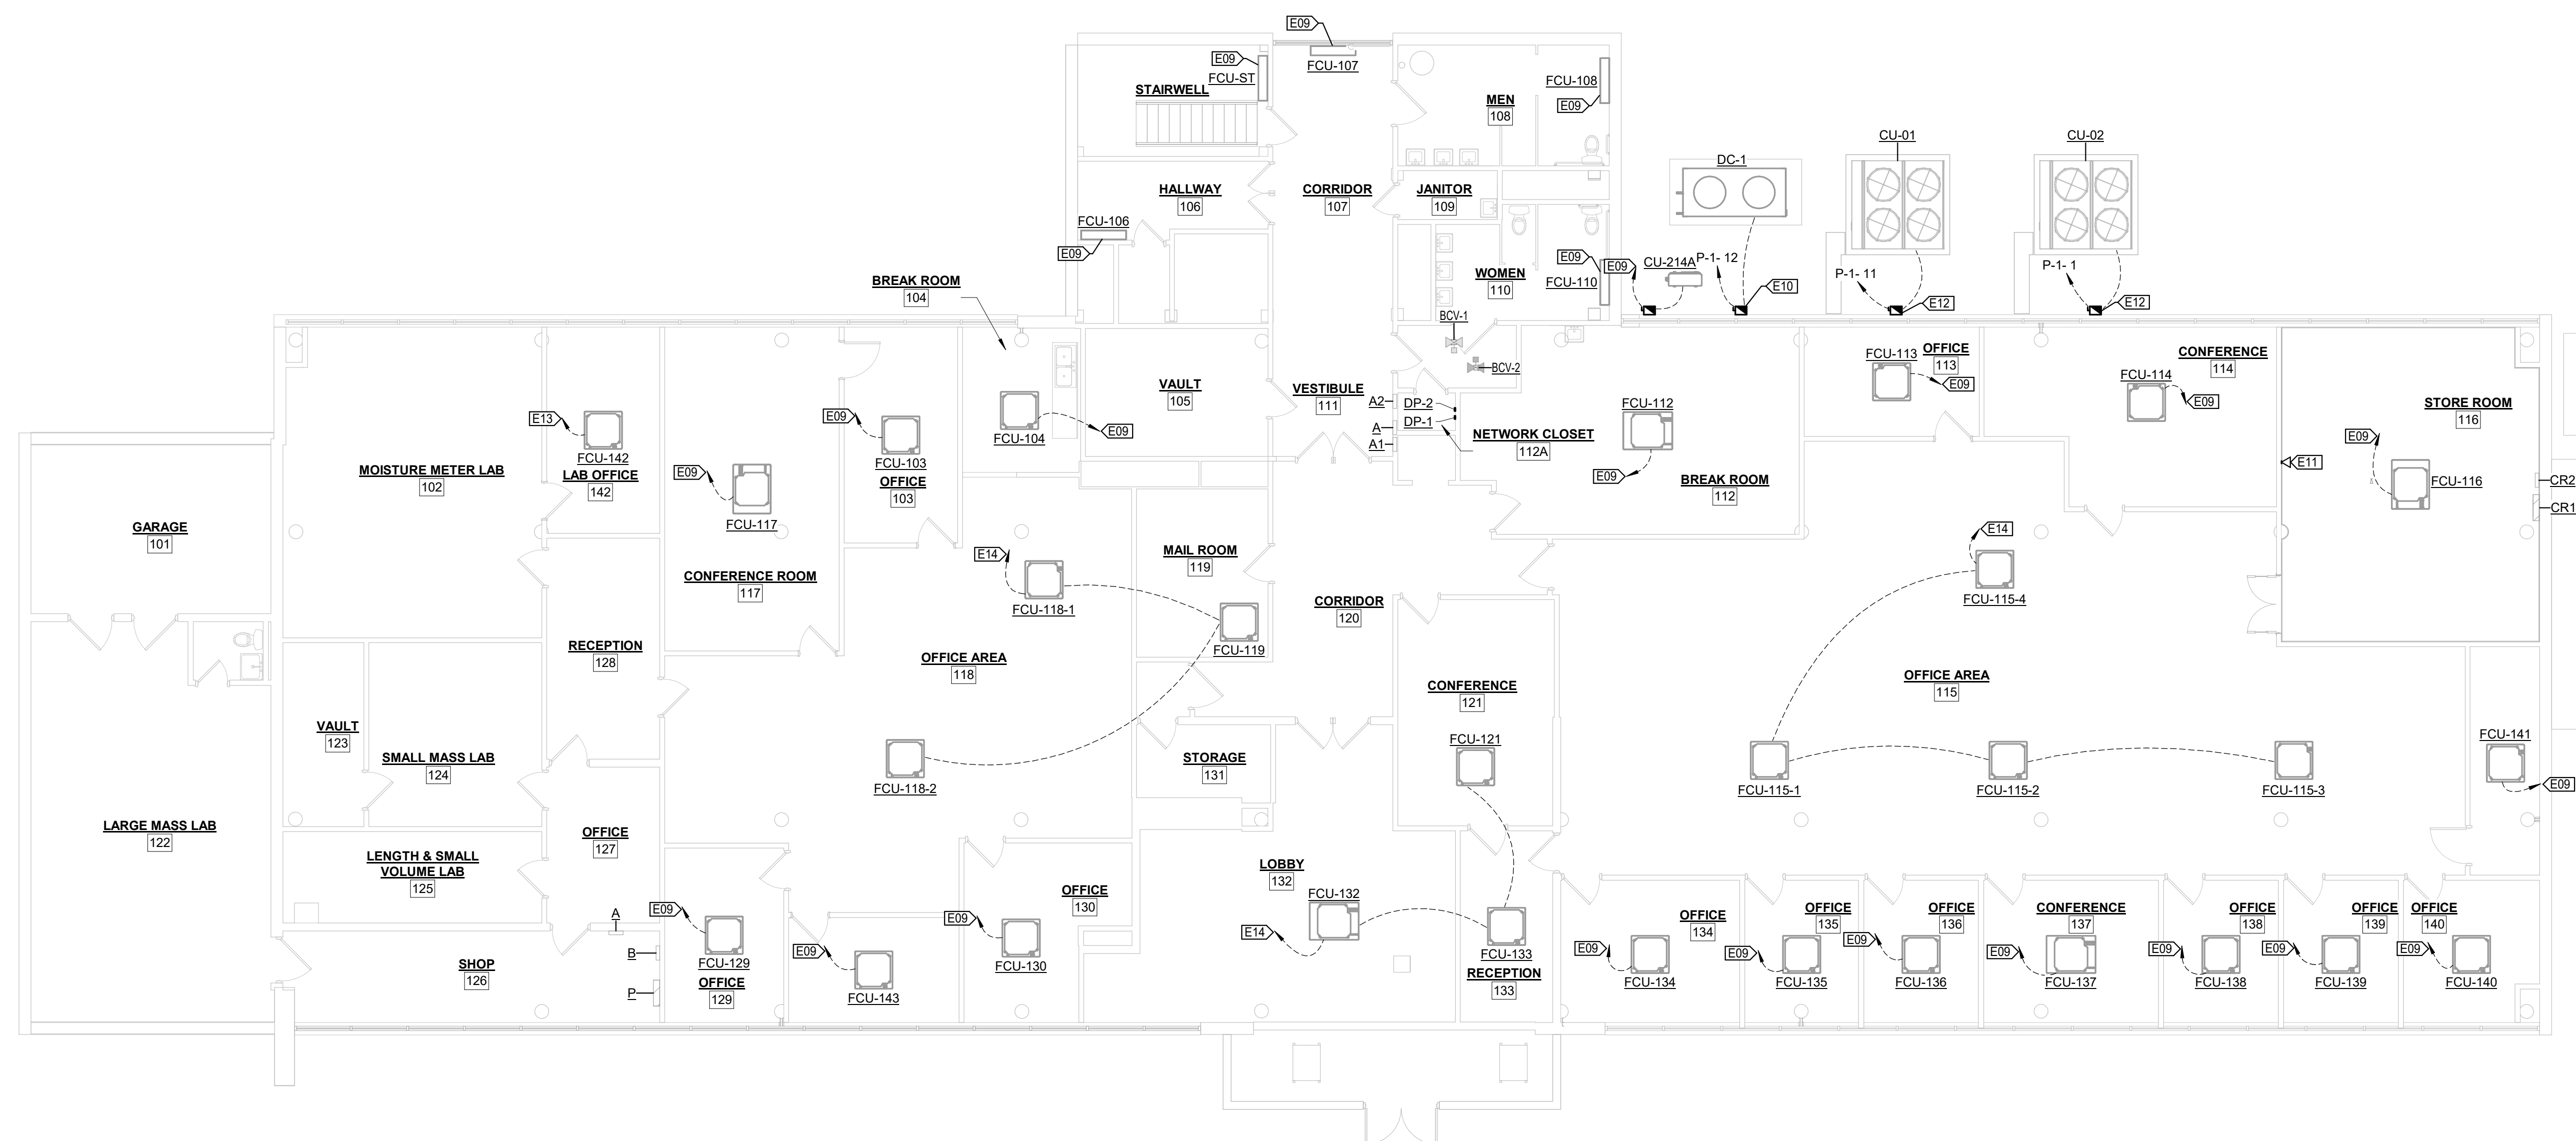 E09
FCU-107
E09
FCU-ST
STAIRWELL
FCU-108
E09
MEN
108
HALLWAY
106
CORRIDOR
107
JANITOR
109
FCU-106
E09
WOMEN
110
E09
FCU-110
DC-1
CU-01
CU-02
E09
CU-214A
P-1- 12
E10
P-1- 11
E12
P-1- 1
E12
BREAK ROOM
104
BCV-1
BCV-2
VAULT
105
VESTIBULE
111
A2
A
A1
DP-2
DP-1
NETWORK CLOSET
112A
FCU-112
E09
BREAK ROOM
112
FCU-113
OFFICE
113
E09
CONFERENCE
114
FCU-114
E09
STORE ROOM
116
E09
E11
FCU-116
CR2
CR1
MOISTURE METER LAB
102
E13
FCU-142
LAB OFFICE
142
E09
FCU-117
CONFERENCE ROOM
117
E09
FCU-103
OFFICE
103
FCU-104
E09
GARAGE
101
E14
FCU-118-1
MAIL ROOM
119
FCU-119
CORRIDOR
120
E14
FCU-115-4
RECEPTION
128
OFFICE AREA
118
CONFERENCE
121
FCU-121
OFFICE AREA
115
VAULT
123
SMALL MASS LAB
124
FCU-118-2
STORAGE
131
FCU-115-1
FCU-115-2
FCU-115-3
FCU-141
E09
LARGE MASS LAB
122
LENGTH & SMALL
VOLUME LAB
125
OFFICE
127
A
B
P
SHOP
126
E09
FCU-129
OFFICE
129
E09
FCU-143
E09
FCU-130
OFFICE
130
LOBBY
132
FCU-132
E14
FCU-133
RECEPTION
133
OFFICE
134
E09
FCU-134
OFFICE
135
E09
FCU-135
OFFICE
136
E09
FCU-136
CONFERENCE
137
E09
FCU-137
OFFICE
138
E09
FCU-138
OFFICE
139
E09
FCU-139
OFFICE
140
E09
FCU-140